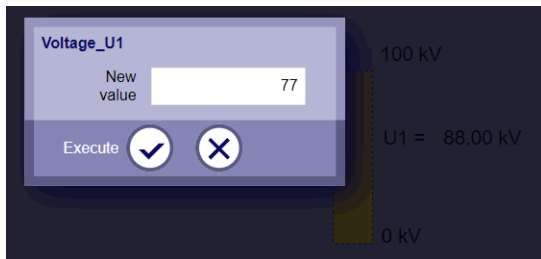 Voltage_U1
New
value
77
Execute
100 kV
U1 = 88.00 kV
0 kV